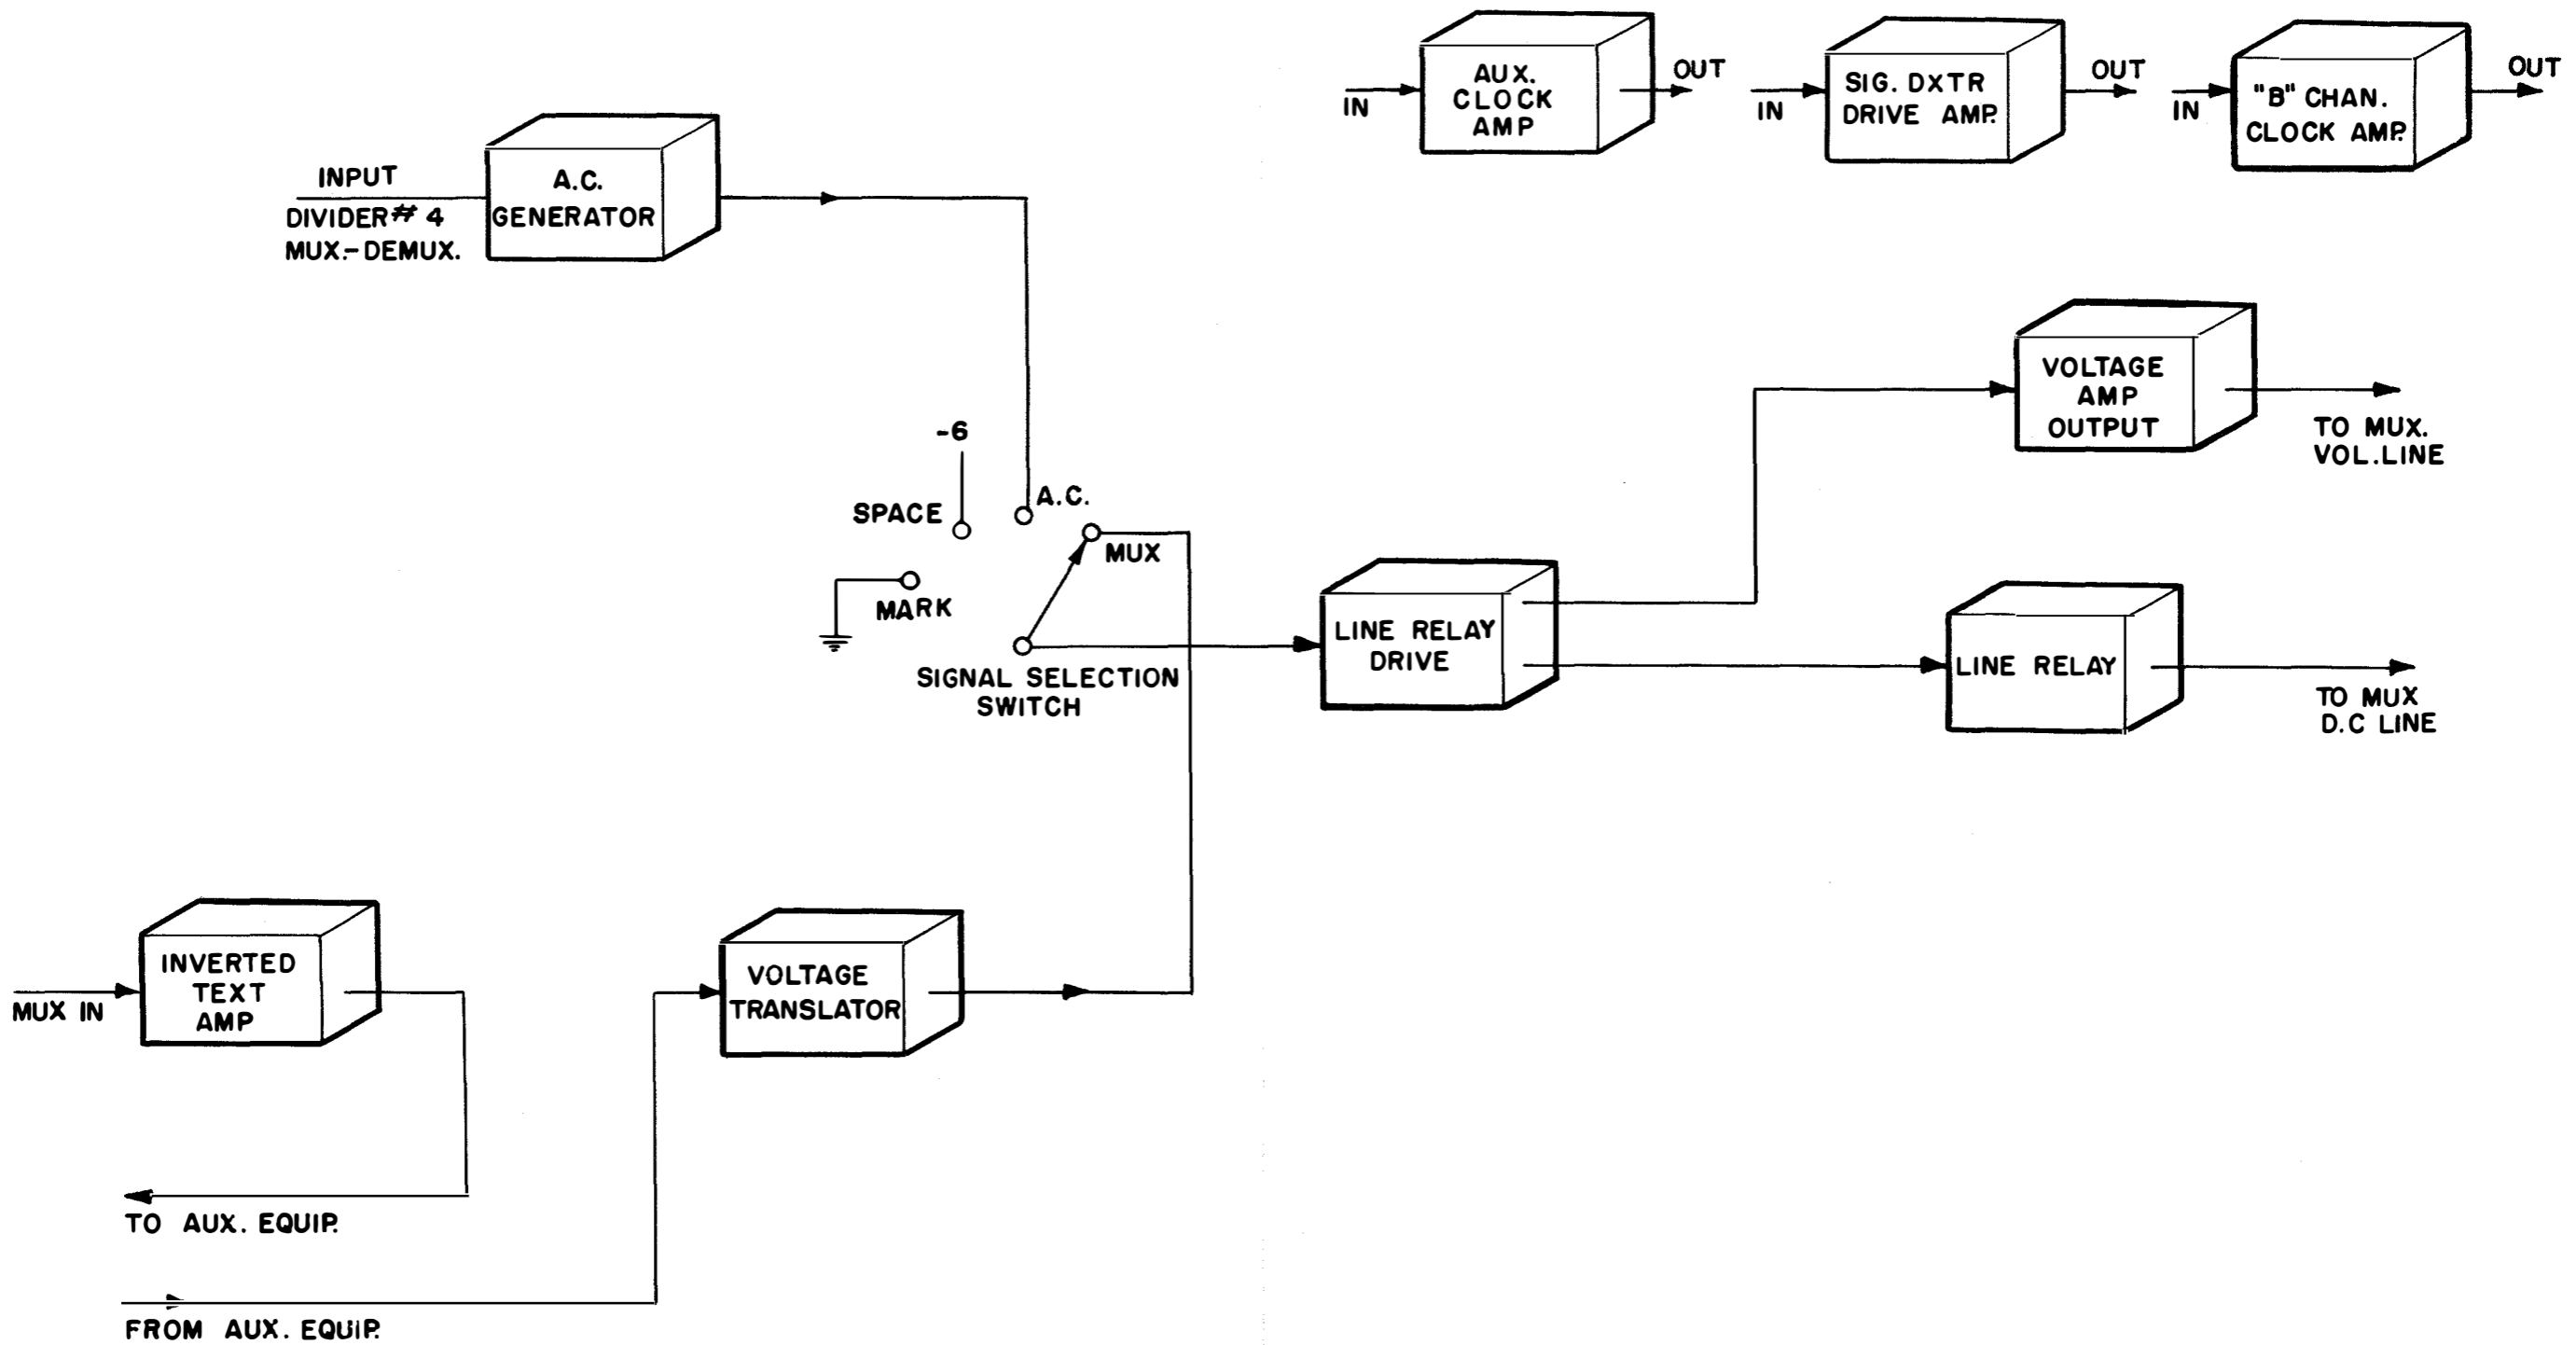 AUX.
CLOCK
AMP
IN
OUT
SIG. DXTR
DRIVE AMP.
IN
OUT
"B" CHAN.
CLOCK AMP.
IN
OUT
INPUT
DIVIDER # 4
MUX.-DEMUX.
A.C.
GENERATOR
VOLTAGE
AMP
OUTPUT
TO MUX.
VOL. LINE
-6
SPACE
A.C.
MUX
MARK
SIGNAL SELECTION
SWITCH
LINE RELAY
DRIVE
LINE RELAY
TO MUX
D.C LINE
INVERTED
TEXT
AMP
MUX IN
VOLTAGE
TRANSLATOR
TO AUX. EQUIP.
FROM AUX. EQUIP.